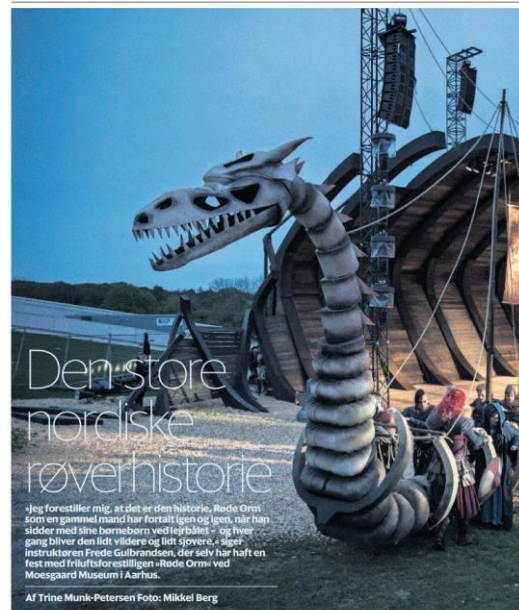 Den store
nordiske
røverhistorie
»Jeg forestiller mig, at det er den historie, Røde Orm
som en gammel mand har fortalt igen og igen, når han
sidder med sine børnebørn ved lejrbålet – og hver
gang bliver den lidt vildere og lidt sjovere,« siger
instruktøren Frede Gulbrandsen, der selv har haft en
fest med friluftsforestillingen »Røde Orm« ved
Moesgaard Museum i Aarhus.
Af Trine Munk-Petersen Foto: Mikkel Berg